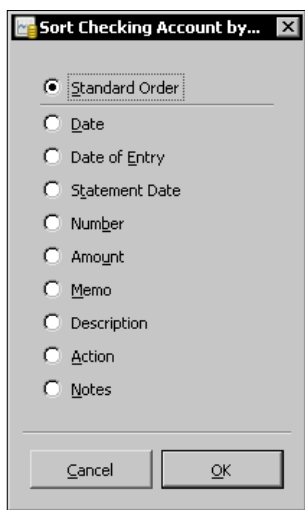 Sort Checking Account by...
Standard Order
Date
Date of Entry
Statement Date
Number
Amount
Memo
Description
Action
Notes
Cancel OK